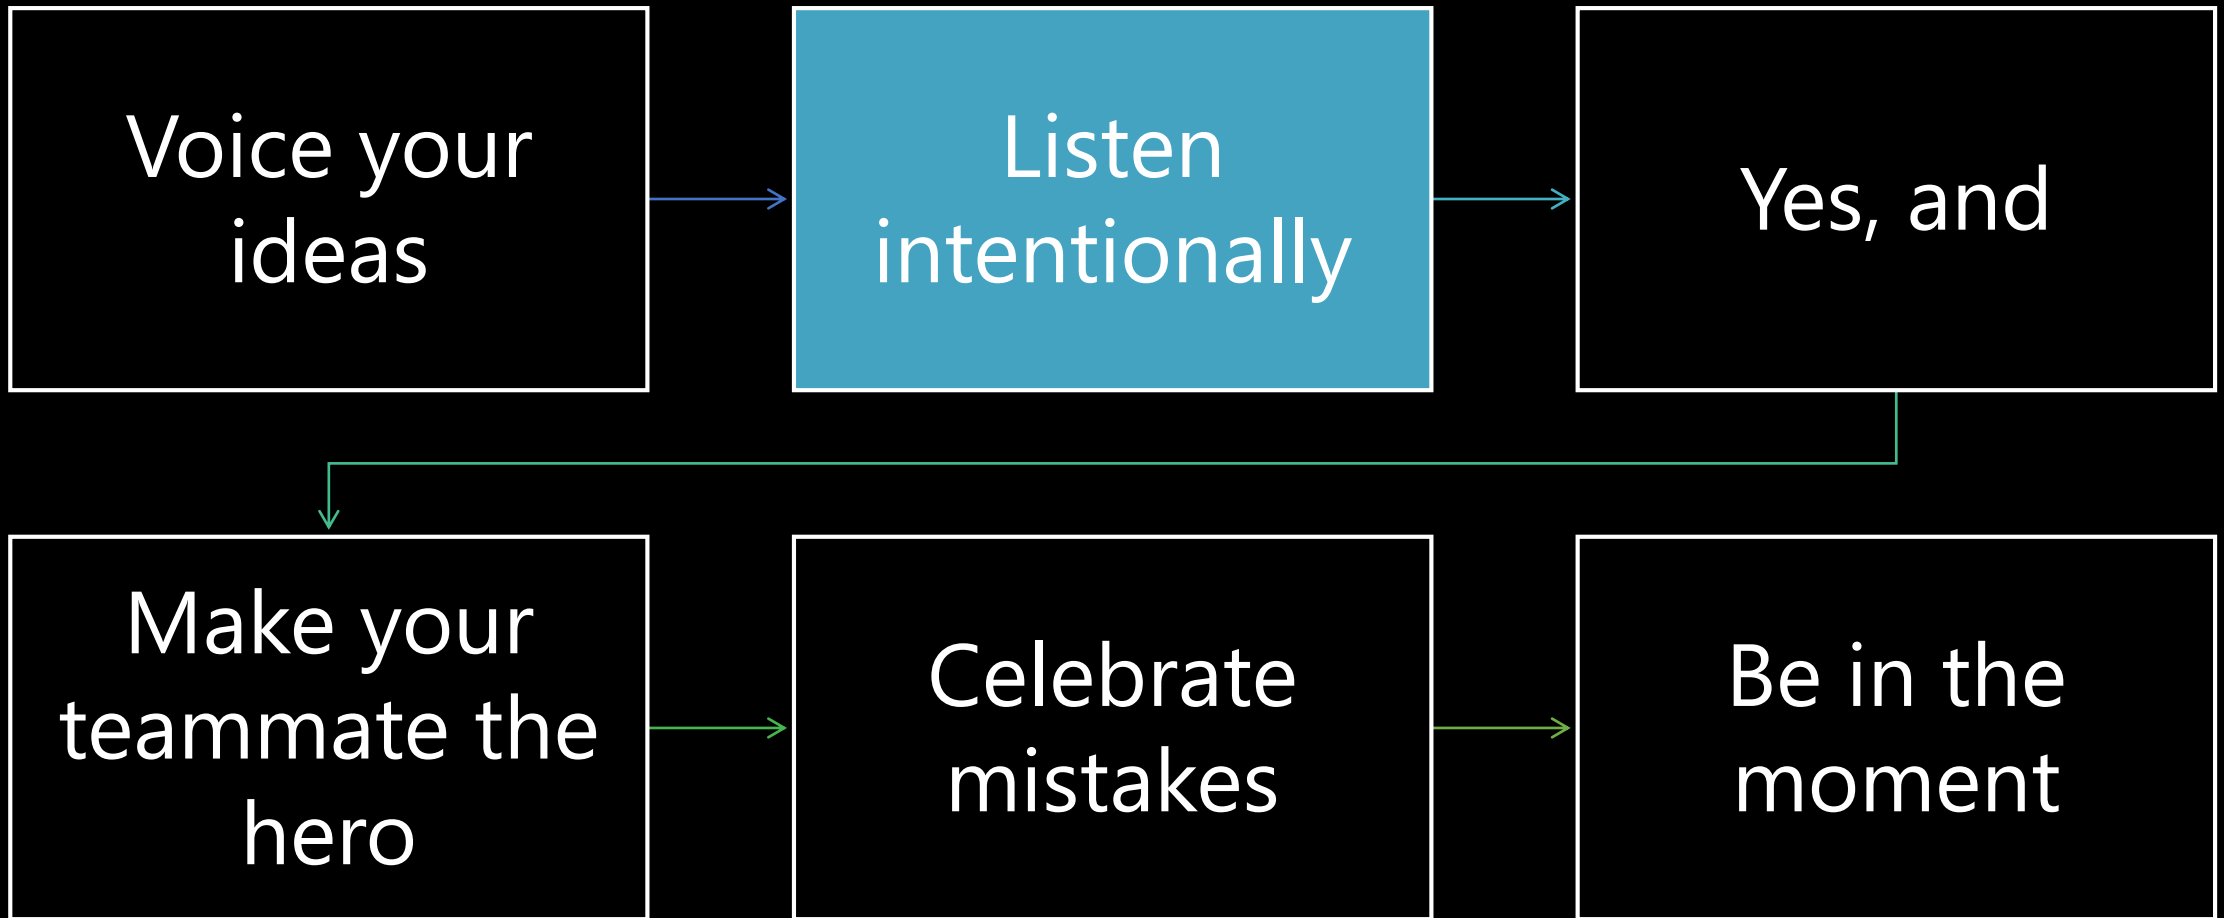 Voice your
ideas
Listen
intentionally
Yes, and
Make your
teammate the
hero
Celebrate
mistakes
Be in the
moment